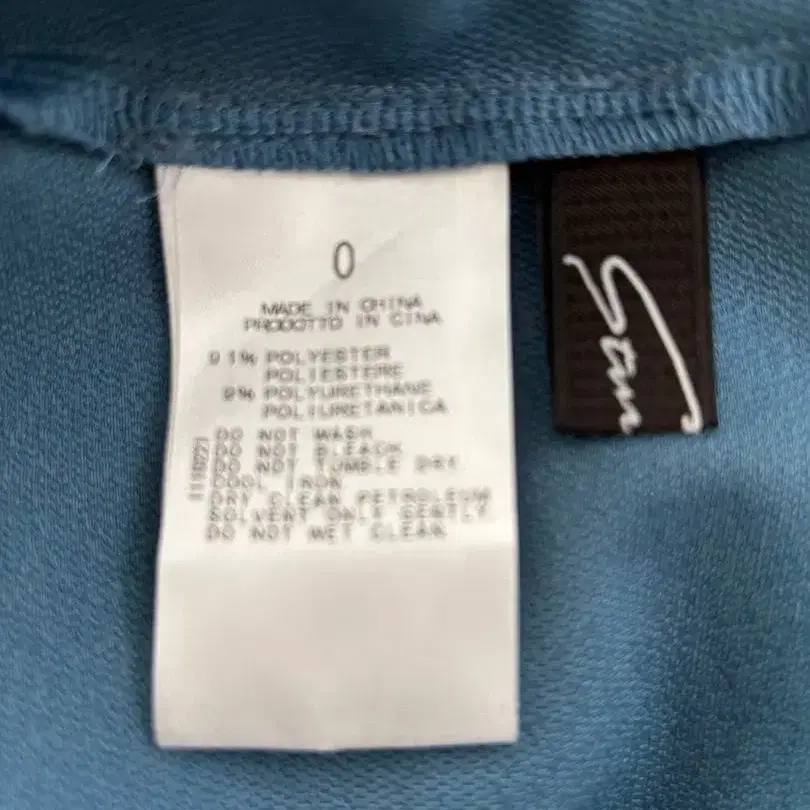 0
MADE IN CHINA
PRODOTTO IN CINA
91% POLYESTER
POLIESTERE
9% POLYURETHANE
POLIURETANICA
DO NOT WASH
DO NOT BLEACH
DO NOT TUMBLE DRY.
COOL IRON
DRY CLEAN PETROLEUM
SOLVENT ONLY GENTLY.
DO NOT WET CLEAN